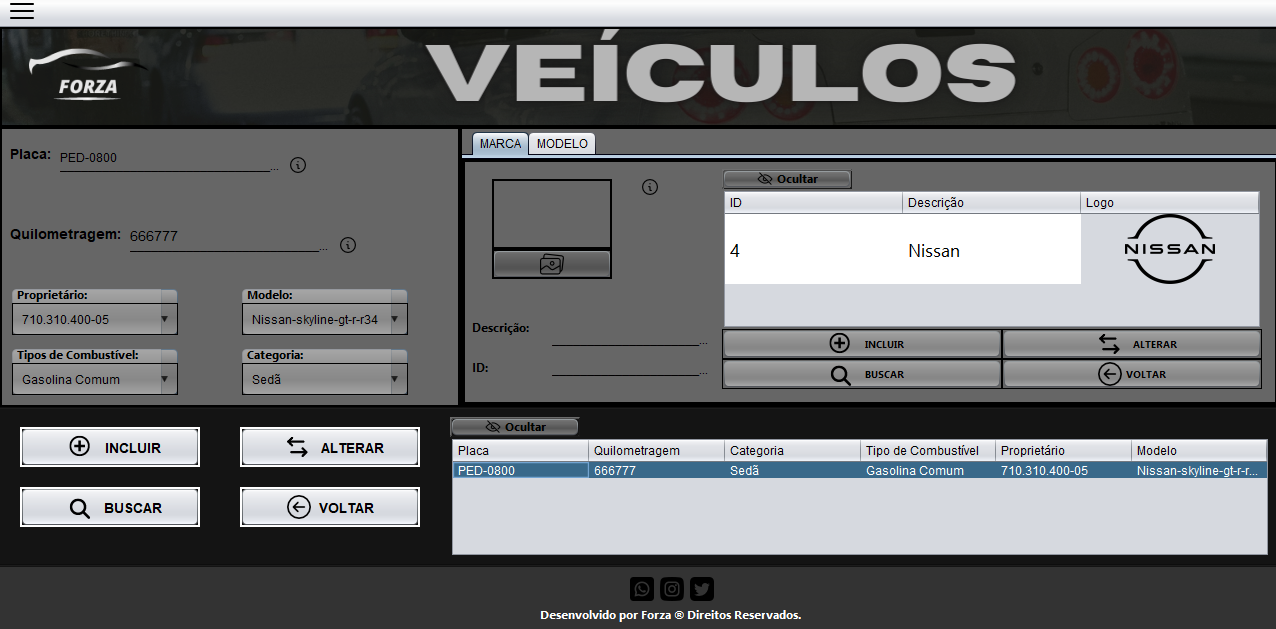 VEÍCULOS
FORZA
Placa: PED-0800 ...
Quilometragem: 666777 ...
Proprietário:
710.310.400-05
Modelo:
Nissan-skyline-gt-r-r34
Tipos de Combustível:
Gasolina Comum
Categoria:
Sedã
MARCA MODELO
Ocultar
ID Descrição Logo
4 Nissan NISSAN
Descrição: ...
ID: ...
INCLUIR ALTERAR
BUSCAR VOLTAR
INCLUIR ALTERAR
BUSCAR VOLTAR
Ocultar
Placa Quilometragem Categoria Tipo de Combustível Proprietário Modelo
PED-0800 666777 Sedã Gasolina Comum 710.310.400-05 Nissan-skyline-gt-r-r...
Desenvolvido por Forza ® Direitos Reservados.